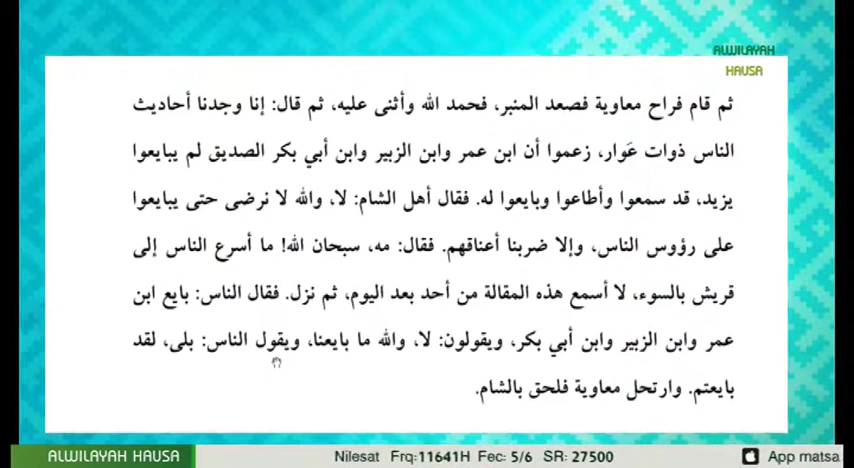 ALWILAYAH
HAUSA
ثم قام فراح معاوية فصعد المنبر، فحمد الله وأثنى عليه، ثم قال: إنا وجدنا أحاديث
الناس ذوات عَوار، زعموا أن ابن عمر وابن الزبير وابن أبي بكر الصديق لم يبايعوا
يزيد، قد سمعوا وأطاعوا وبايعوا له. فقال أهل الشام: لا، والله لا نرضى حتى يبايعوا
على رؤوس الناس، وإلا ضربنا أعناقهم. فقال: مه، سبحان الله! ما أسرع الناس إلى
قريش بالسوء، لا أسمع هذه المقالة من أحد بعد اليوم، ثم نزل. فقال الناس: بايع ابن
عمر وابن الزبير وابن أبي بكر، ويقولون: لا، والله ما بايعنا، ويقول الناس: بلى، لقد
بايعتم. وارتحل معاوية فلحق بالشام.
ALWILAYAH HAUSA Nilesat Frq:11641H Fec: 5/6 SR: 27500 App matsa